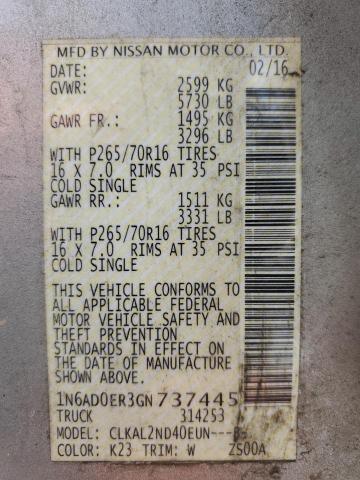 MFD BY NISSAN MOTOR CO., LTD.
DATE: 02/16
GVWR: 2599 KG
5730 LB
GAWR FR.: 1495 KG
3296 LB
WITH P265/70R16 TIRES
16 X 7.0 RIMS AT 35 PSI
COLD SINGLE
GAWR RR.: 1511 KG
3331 LB
WITH P265/70R16 TIRES
16 X 7.0 RIMS AT 35 PSI
COLD SINGLE
THIS VEHICLE CONFORMS TO
ALL APPLICABLE FEDERAL
MOTOR VEHICLE SAFETY AND
THEFT PREVENTION
STANDARDS IN EFFECT ON
THE DATE OF MANUFACTURE
SHOWN ABOVE.
1N6AD0ER3GN737445
TRUCK 314253
MODEL: CLKAL2ND40EUN---
COLOR: K23 TRIM: W ZS00A